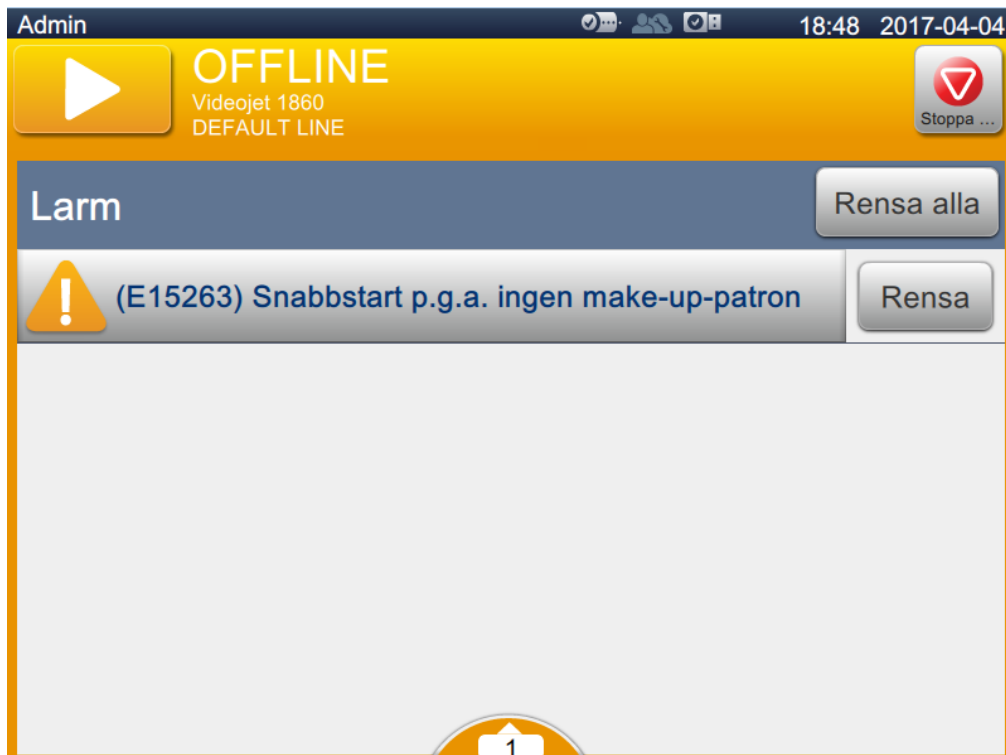 Admin
18:48 2017-04-04
OFFLINE
Videojet 1860
DEFAULT LINE
Stoppa ...
Larm
Rensa alla
(E15263) Snabbstart p.g.a. ingen make-up-patron
Rensa
1